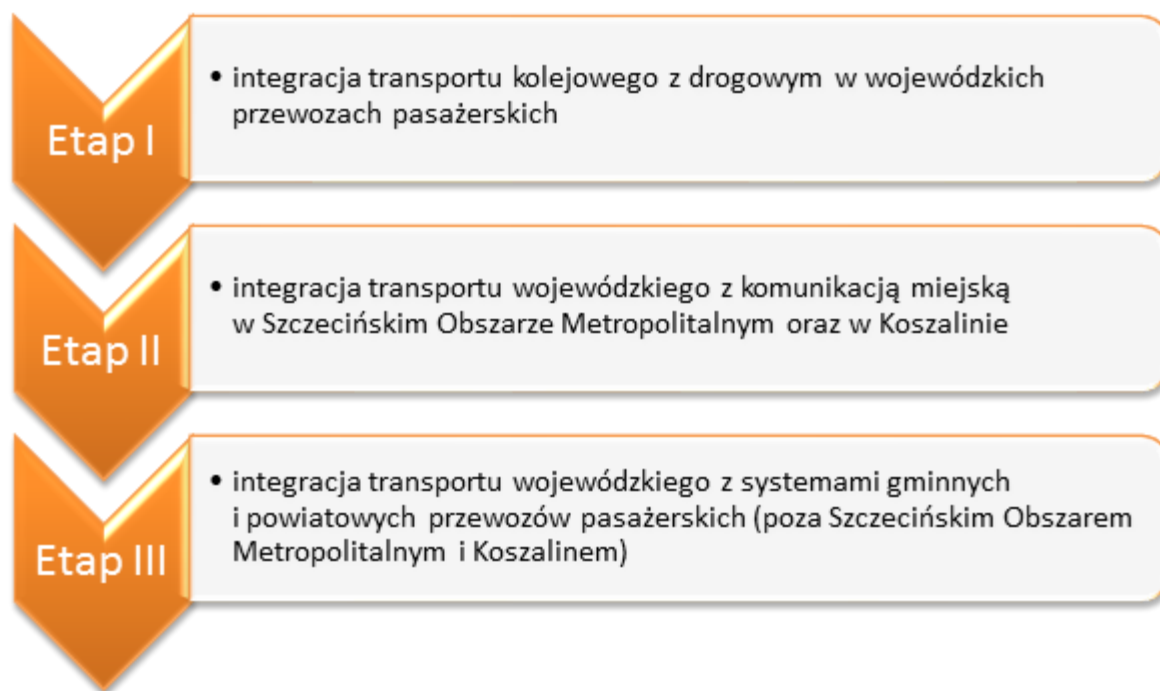 Etap I
• integracja transportu kolejowego z drogowym w wojewódzkich
przewozach pasażerskich
Etap II
• integracja transportu wojewódzkiego z komunikacją miejską
w Szczecińskim Obszarze Metropolitalnym oraz w Koszalinie
Etap III
• integracja transportu wojewódzkiego z systemami gminnych
i powiatowych przewozów pasażerskich (poza Szczecińskim Obszarem
Metropolitalnym i Koszalinem)